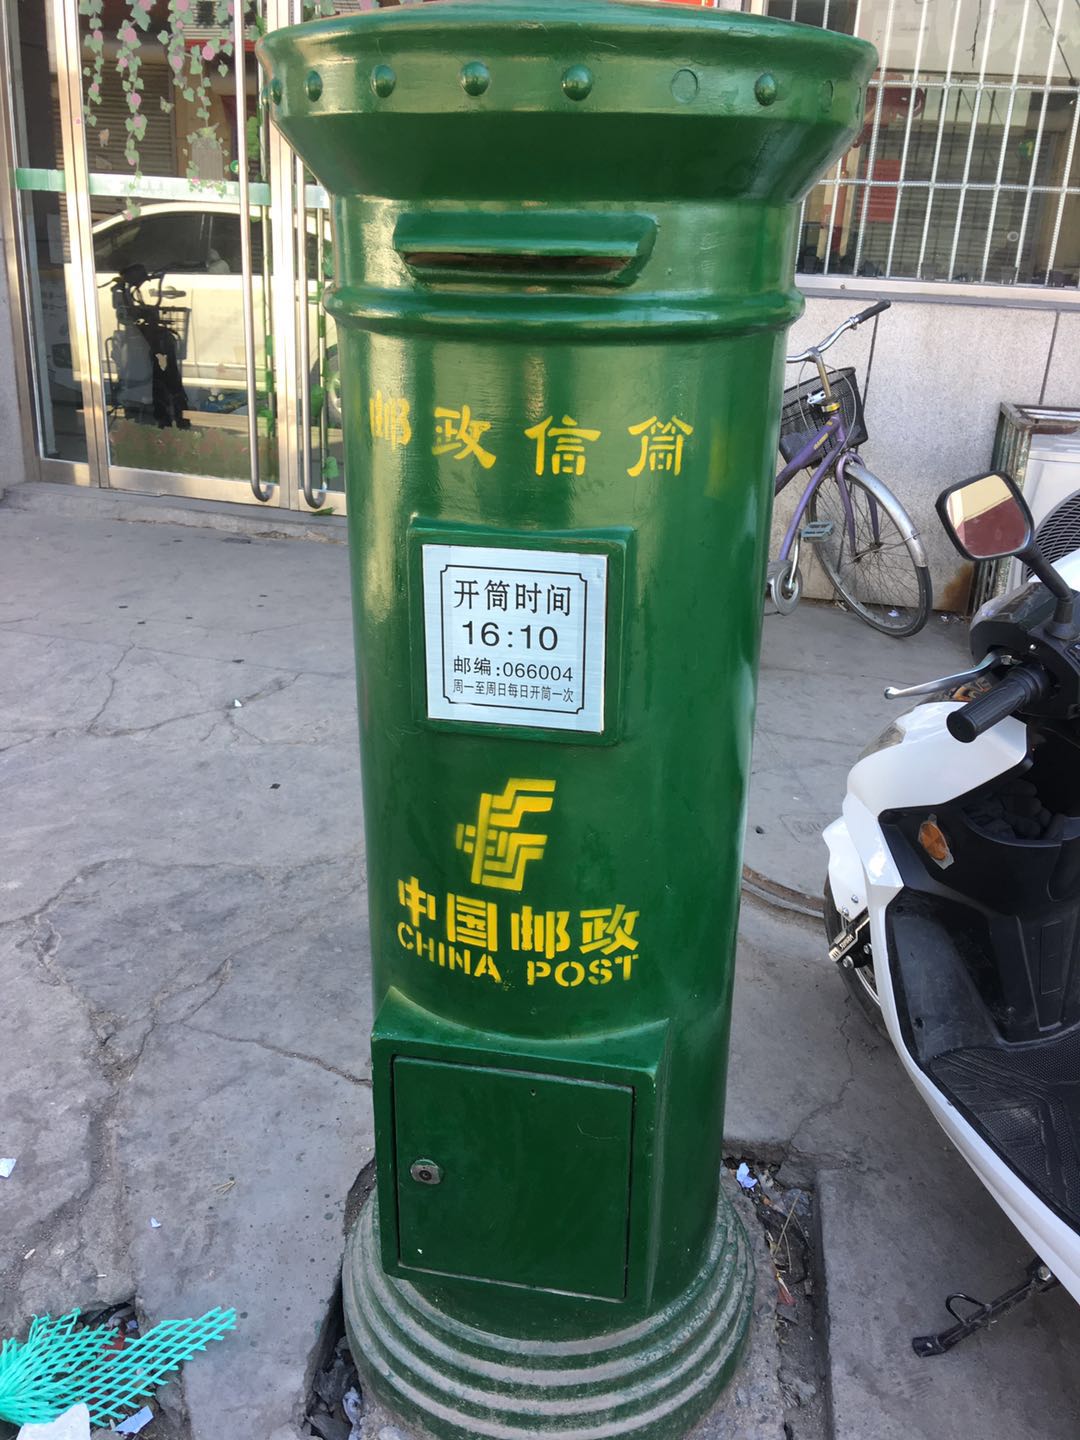 邮政信筒
开筒时间
16:10
邮编:066004
周一至周日每日开筒一次
中国邮政
CHINA POST